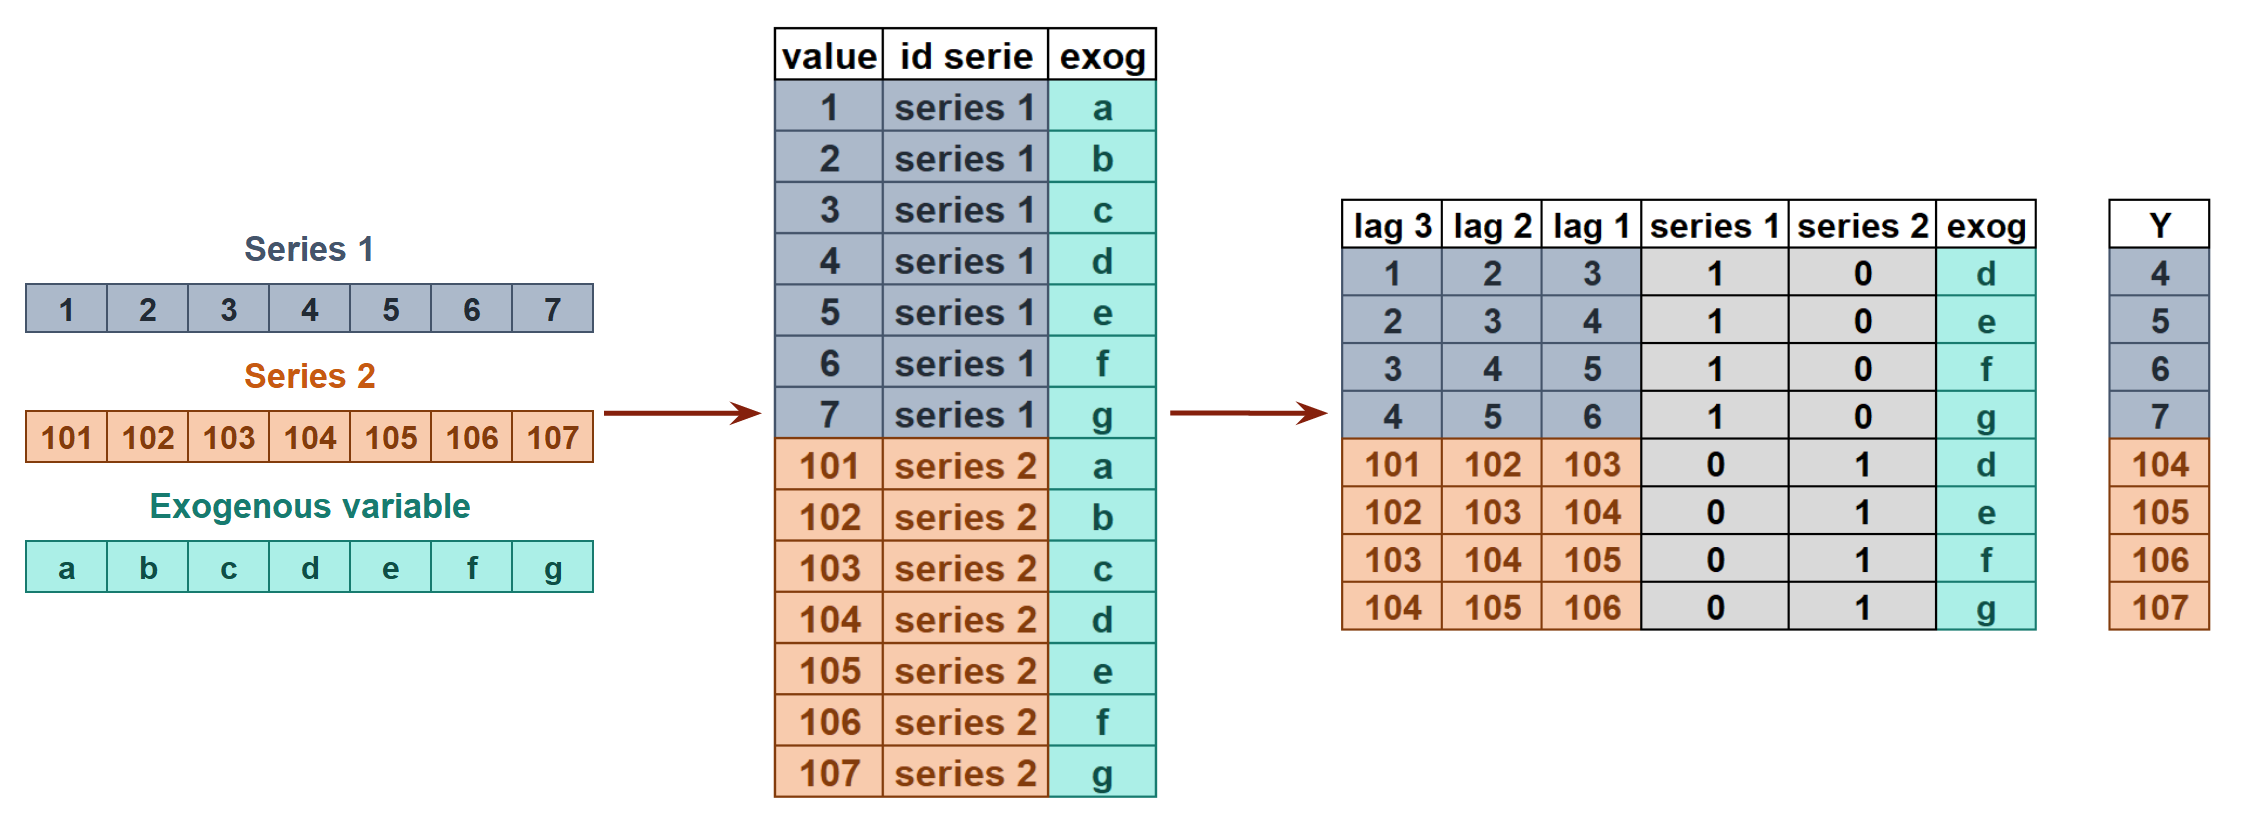 Series 1
1 2 3 4 5 6 7
Series 2
101 102 103 104 105 106 107
Exogenous variable
a b c d e f g
value id serie exog
1 series 1 a
2 series 1 b
3 series 1 c
4 series 1 d
5 series 1 e
6 series 1 f
7 series 1 g
101 series 2 a
102 series 2 b
103 series 2 c
104 series 2 d
105 series 2 e
106 series 2 f
107 series 2 g
lag 3 lag 2 lag 1 series 1 series 2 exog
1 2 3 1 0 d
2 3 4 1 0 e
3 4 5 1 0 f
4 5 6 1 0 g
101 102 103 0 1 d
102 103 104 0 1 e
103 104 105 0 1 f
104 105 106 0 1 g
Y
4
5
6
7
104
105
106
107